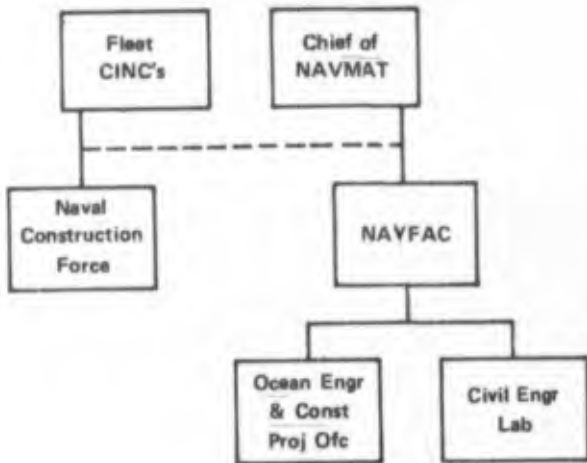 Fleet
CINC's
Chief of
NAVMAT
Naval
Construction
Force
NAVFAC
Ocean Engr
& Const
Proj Ofc
Civil Engr
Lab